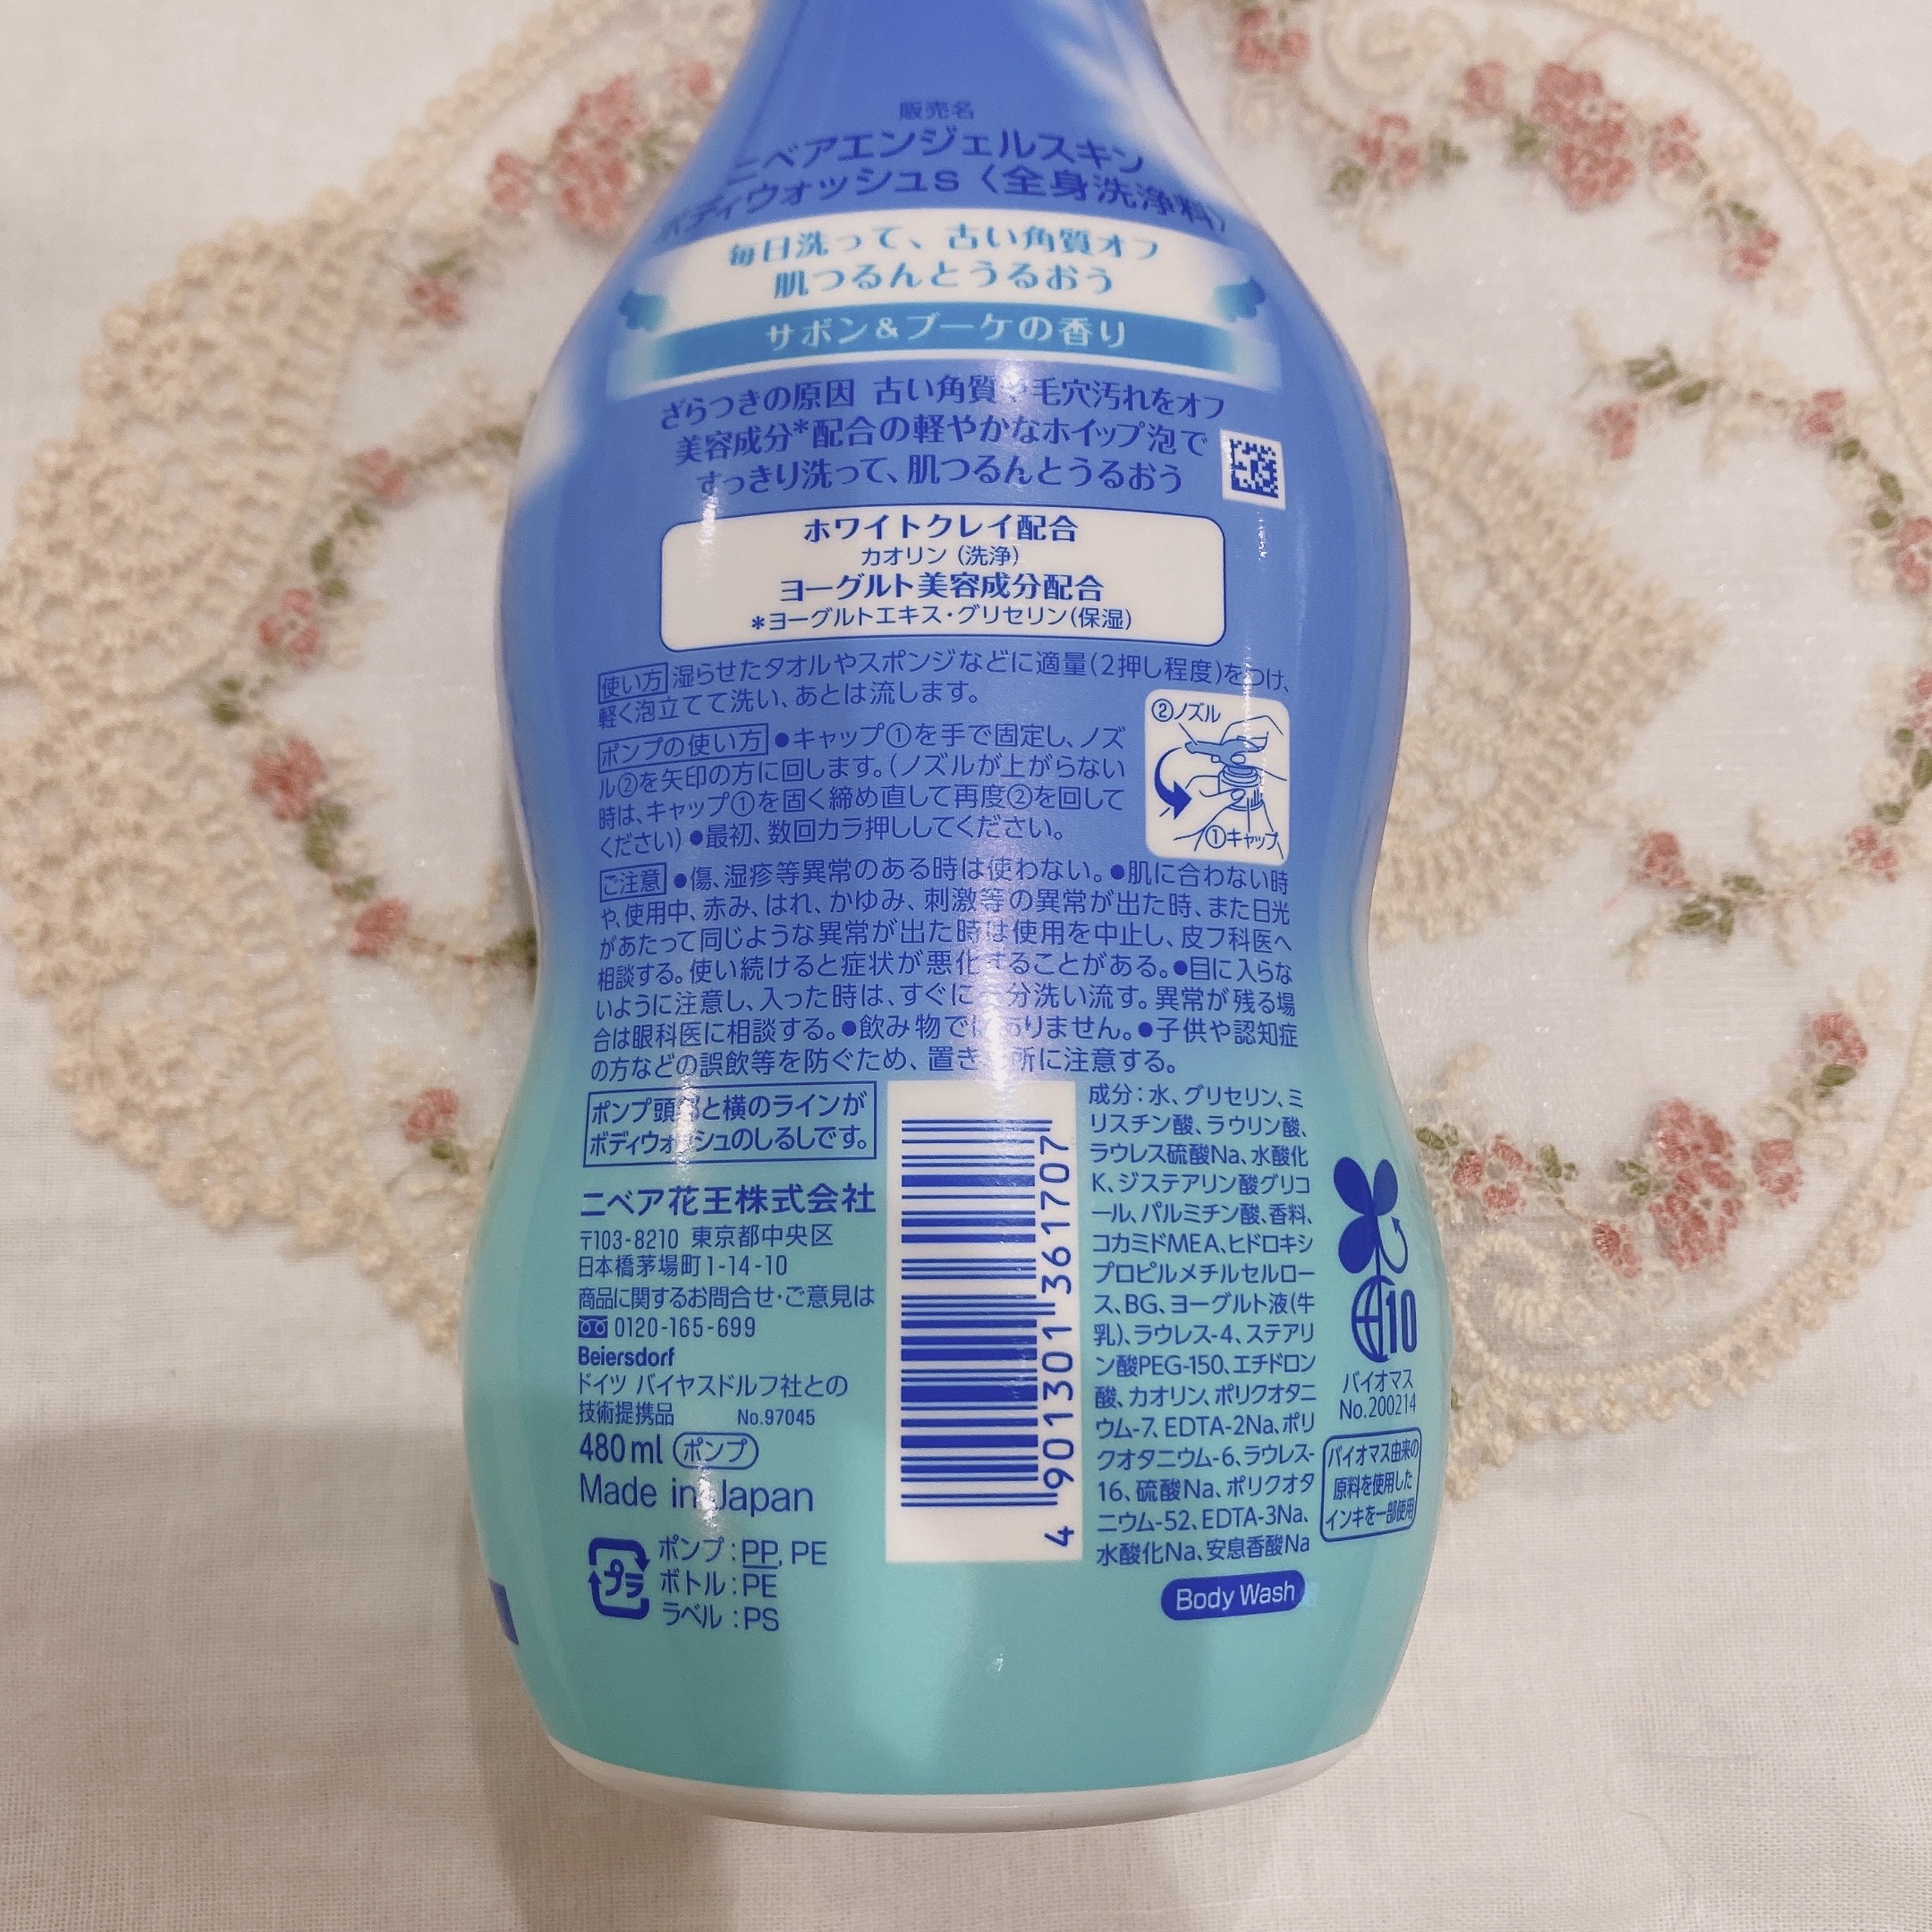 販売名
ニベアエンジェルスキン
ボディウォッシュS〈全身洗浄料〉
毎日洗って、古い角質オフ
肌つるんとうるおう
サボン&ブーケの香り
ざらつきの原因 古い角質や毛穴汚れをオフ
美容成分*配合の軽やかなホイップ泡で
すっきり洗って、肌つるんとうるおう
ホワイトクレイ配合
カオリン(洗浄)
ヨーグルト美容成分配合
*ヨーグルトエキス・グリセリン(保湿)
使い方 湿らせたタオルやスポンジなどに適量(2押し程度)をつけ、
軽く泡立てて洗い、あとは流します。
ポンプの使い方 ●キャップ①を手で固定し、ノズ
ル②を矢印の方に回します。(ノズルが上がらない
時は、キャップ①を固く締め直して再度②を回して
ください) ●最初、数回カラ押ししてください。
②ノズル
①キャップ
ご注意 ●傷、湿疹等異常のある時は使わない。●肌に合わない時
や、使用中、赤み、はれ、かゆみ、刺激等の異常が出た時、また日光
があたって同じような異常が出た時は使用を中止し、皮フ科医へ
相談する。使い続けると症状が悪化することがある。●目に入らな
いように注意し、入った時は、すぐに充分洗い流す。異常が残る場
合は眼科医に相談する。●飲み物ではありません。●子供や認知症
の方などの誤飲等を防ぐため、置き場所に注意する。
ポンプ頭部と横のラインが
ボディウォッシュのしるしです。
ニベア花王株式会社
〒103-8210 東京都中央区
日本橋茅場町1-14-10
商品に関するお問合せ・ご意見は
0120-165-699
Beiersdorf
ドイツ バイヤスドルフ社との
技術提携品 No.97045
480ml ポンプ
Made in Japan
プラ
ポンプ:PP, PE
ボトル:PE
ラベル:PS
4 901301 361707
成分:水、グリセリン、ミ
リスチン酸、ラウリン酸、
ラウレス硫酸Na、水酸化
K、ジステアリン酸グリコ
ール、パルミチン酸、香料、
コカミドMEA、ヒドロキシ
プロピルメチルセルロー
ス、BG、ヨーグルト液(牛
乳)、ラウレス-4、ステアリ
ン酸PEG-150、エチドロン
酸、カオリン、ポリクオタニ
ウム-7、EDTA-2Na、ポリ
クオタニウム-6、ラウレス-
16、硫酸Na、ポリクオタ
ニウム-52、EDTA-3Na、
水酸化Na、安息香酸Na
10
バイオマス
No.200214
バイオマス由来の
原料を使用した
インキを一部使用
Body Wash